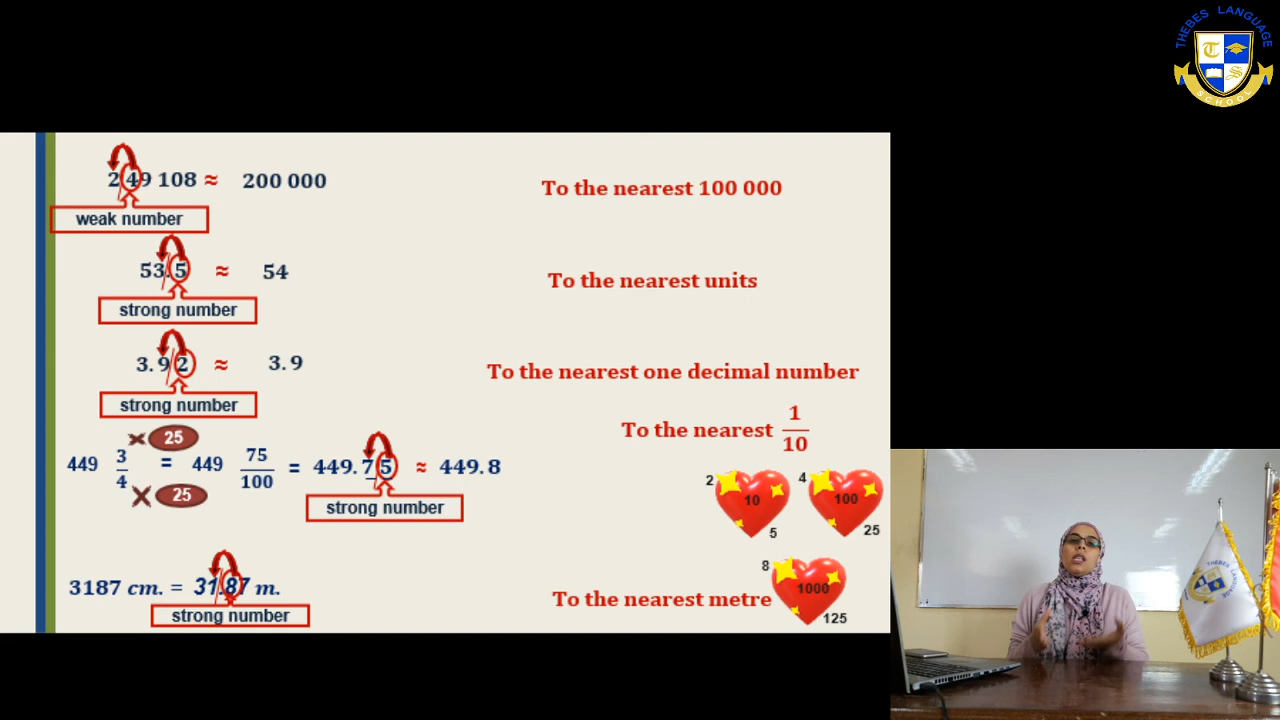 THEBES LANGUAGE
SCHOOL
249 108 ≈ 200 000
To the nearest 100 000
weak number
53.5 ≈ 54
To the nearest units
strong number
3.92 ≈ 3.9
To the nearest one decimal number
strong number
To the nearest 1/10
25
449 3/4 = 449 75/100 = 449.75 ≈ 449.8
25
strong number
2 10 5
4 100 25
3187 cm. = 31.87 m.
To the nearest metre
8 1000 125
strong number